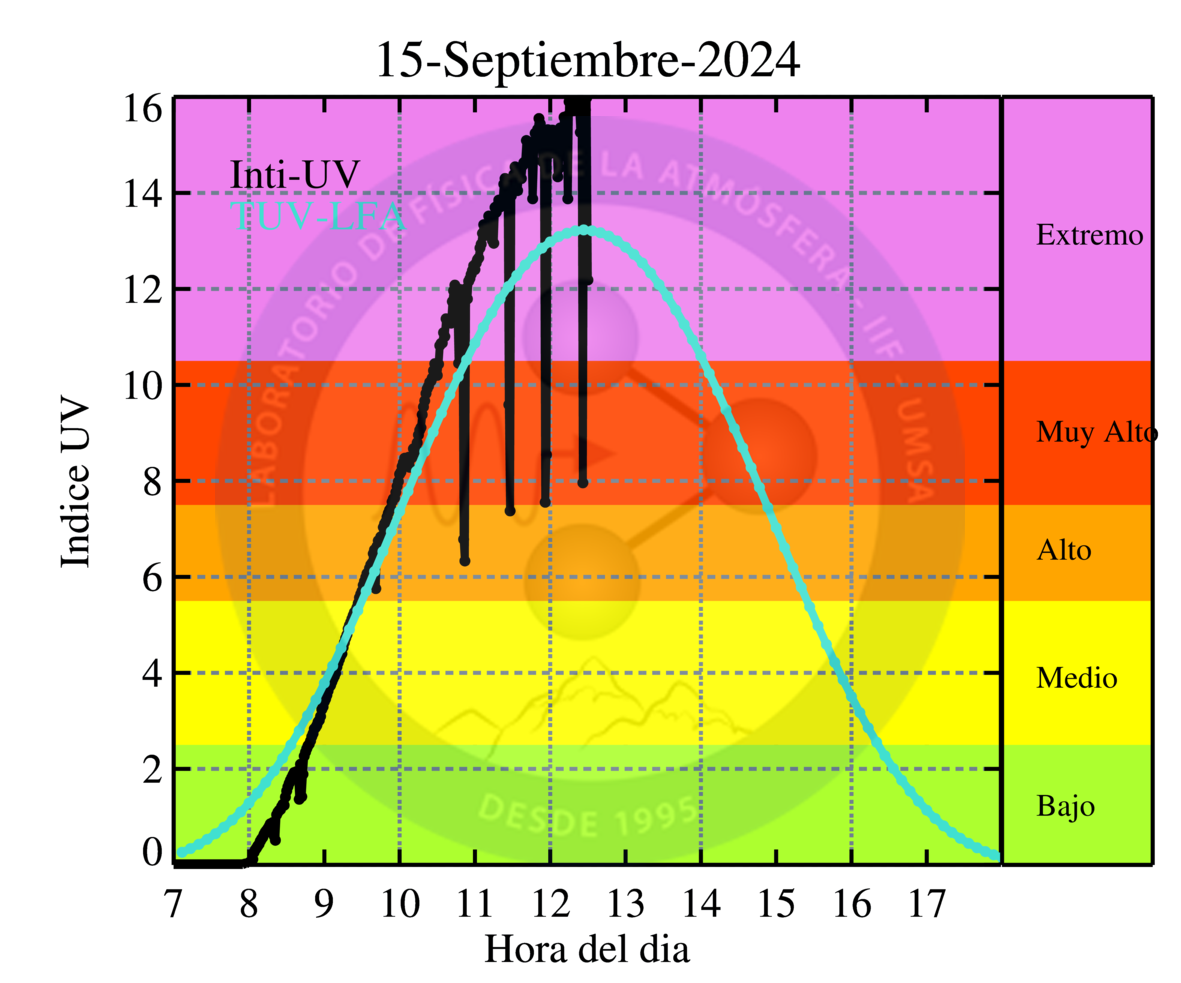 15-Septiembre-2024
Inti-UV
TUV-LFA
Indice UV
16
14
12
10
8
6
4
2
0
7 8 9 10 11 12 13 14 15 16 17
Hora del dia
Extremo
Muy Alto
Alto
Medio
Bajo
LABORATORIO DE FÍSICA DE LA ATMÓSFERA - IIF - UMSA
DESDE 1995